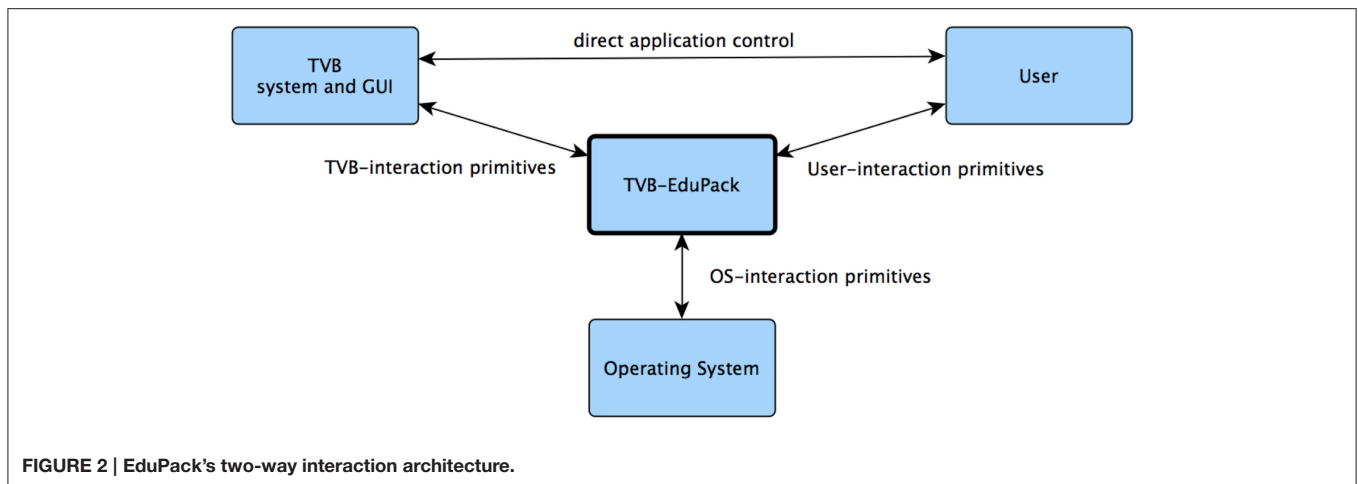 direct application control
TVB
system and GUI
User
TVB-interaction primitives
TVB-EduPack
User-interaction primitives
OS-interaction primitives
Operating System
FIGURE 2 | EduPack's two-way interaction architecture.